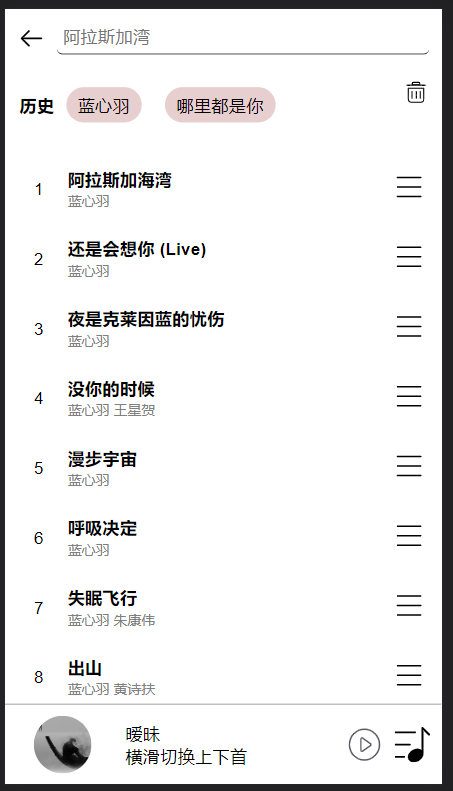 阿拉斯加湾
历史 蓝心羽 哪里都是你
1 阿拉斯加海湾
蓝心羽
2 还是会想你 (Live)
蓝心羽
3 夜是克莱因蓝的忧伤
蓝心羽
4 没你的时候
蓝心羽 王星贺
5 漫步宇宙
蓝心羽
6 呼吸决定
蓝心羽
7 失眠飞行
蓝心羽 朱康伟
8 出山
蓝心羽 黄诗扶
暧昧
横滑切换上下首